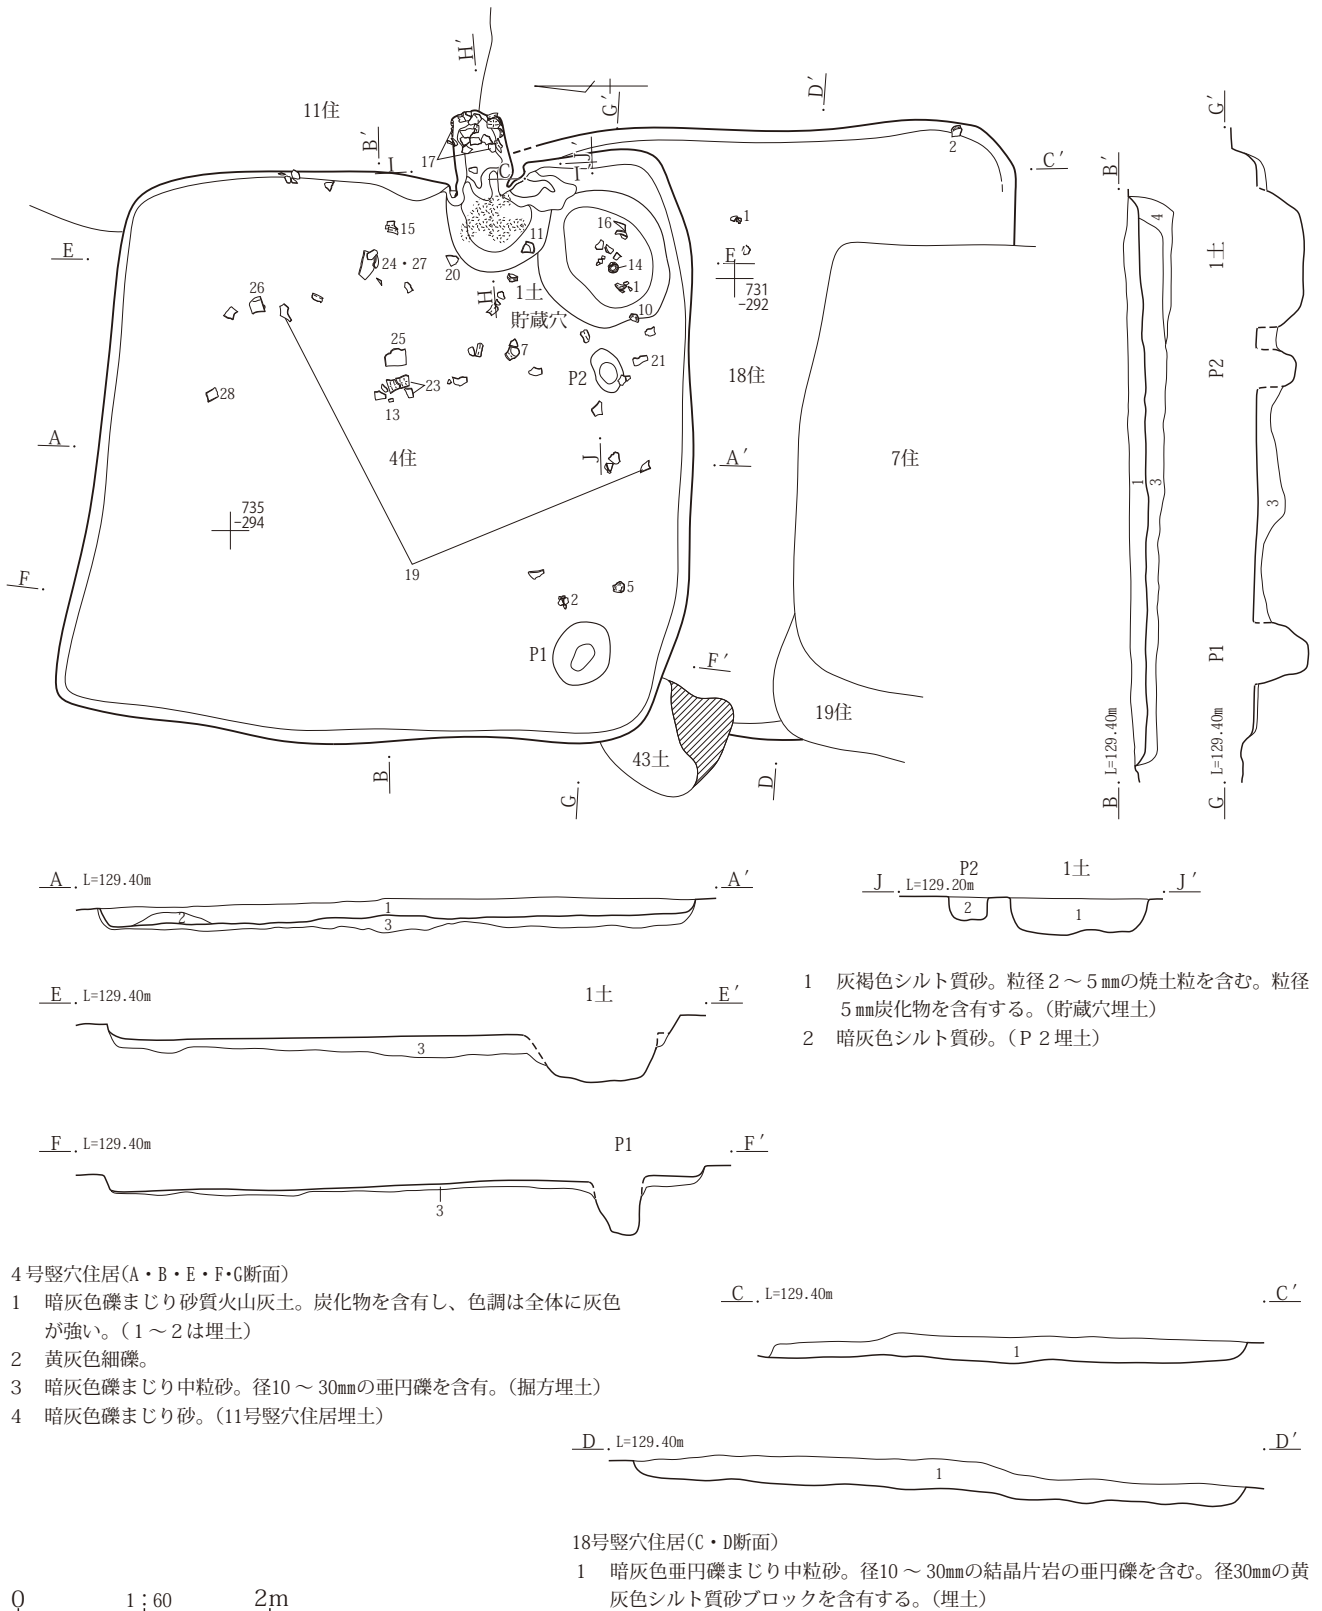 H′
D′
G′
G′
11住
B′
I
17
C
I′
2
C′
B′
4
16
1
15
11
E
E′
24・27
20
14
1土
26
H
1土
1
731
-292
10
貯蔵穴
25
7
21
P2
P2
18住
28
23
13
A
4住
J
A′
7住
1
3
3
735
-294
F
19
5
2
P1
F′
P1
19住
43土
B
G
D
B
L=129.40m
G
L=129.40m
A
L=129.40m
A′
1
2
3
P2
1土
J
L=129.20m
J′
2
1
E
L=129.40m
1土
E′
3
1 灰褐色シルト質砂。粒径２～５㎜の焼土粒を含む。粒径
５㎜炭化物を含有する。（貯蔵穴埋土）
2 暗灰色シルト質砂。（Ｐ２埋土）
F
L=129.40m
P1
F′
3
４号竪穴住居(A・B・E・F・G断面)
1 暗灰色礫まじり砂質火山灰土。炭化物を含有し、色調は全体に灰色
が強い。（１～２は埋土）
2 黄灰色細礫。
3 暗灰色礫まじり中粒砂。径10～30㎜の亜円礫を含有。（掘方埋土）
4 暗灰色礫まじり砂。（11号竪穴住居埋土）
C
L=129.40m
C′
1
D
L=129.40m
D′
1
18号竪穴住居(C・D断面)
1 暗灰色亜円礫まじり中粒砂。径10～30㎜の結晶片岩の亜円礫を含む。径30㎜の黄
灰色シルト質砂ブロックを含有する。（埋土）
0 1：60 2m